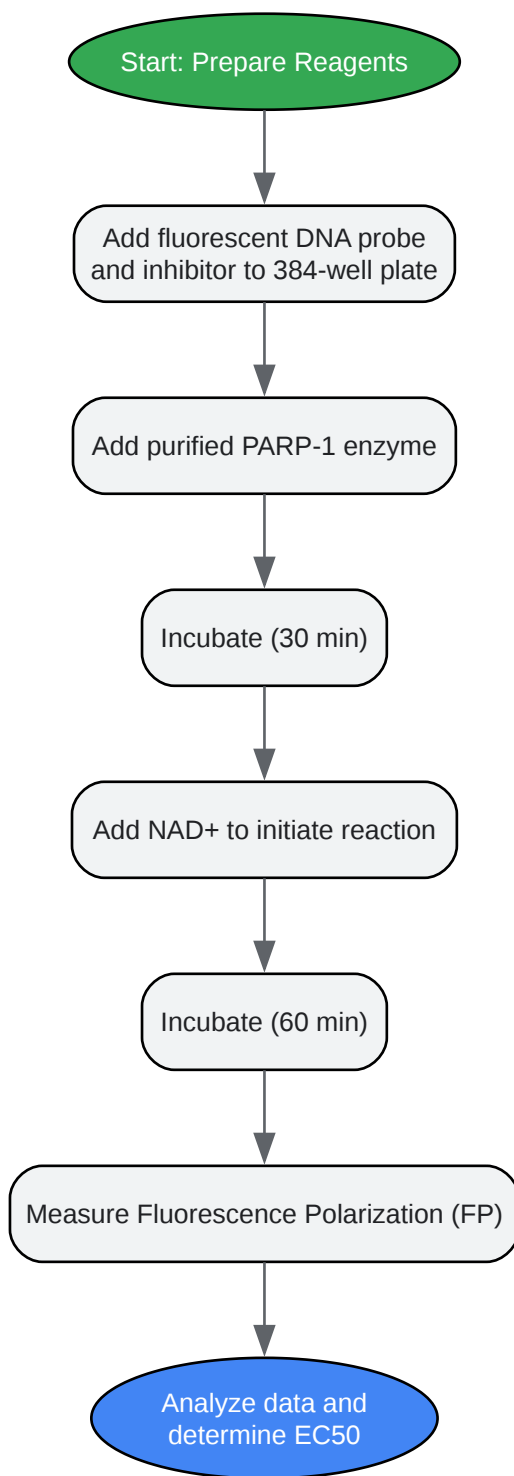 Start: Prepare Reagents
Add fluorescent DNA probe
and inhibitor to 384-well plate
Add purified PARP-1 enzyme
Incubate (30 min)
Add NAD+ to initiate reaction
Incubate (60 min)
Measure Fluorescence Polarization (FP)
Analyze data and
determine EC50